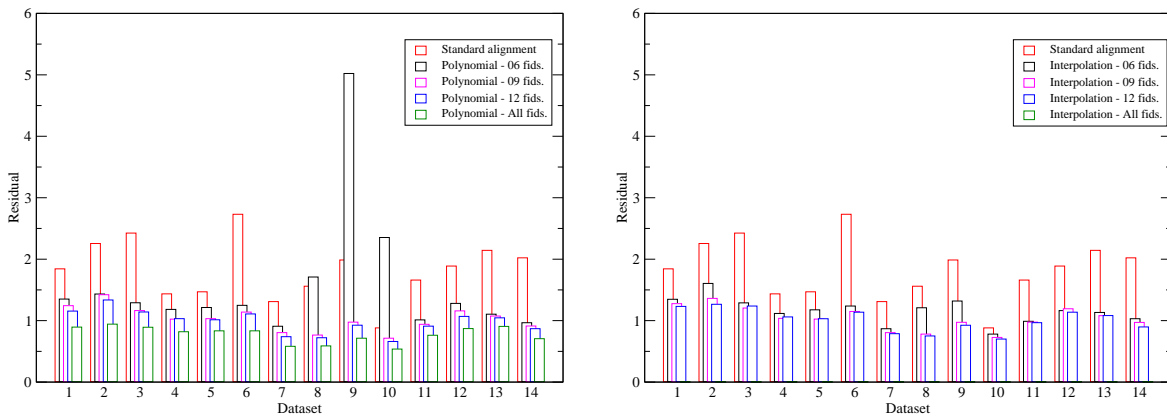 6
5
4
3
2
1
0
Residual
Standard alignment
Polynomial - 06 fids.
Polynomial - 09 fids.
Polynomial - 12 fids.
Polynomial - All fids.
1 2 3 4 5 6 7 8 9 10 11 12 13 14
Dataset
6
5
4
3
2
1
0
Residual
Standard alignment
Interpolation - 06 fids.
Interpolation - 09 fids.
Interpolation - 12 fids.
Interpolation - All fids.
1 2 3 4 5 6 7 8 9 10 11 12 13 14
Dataset